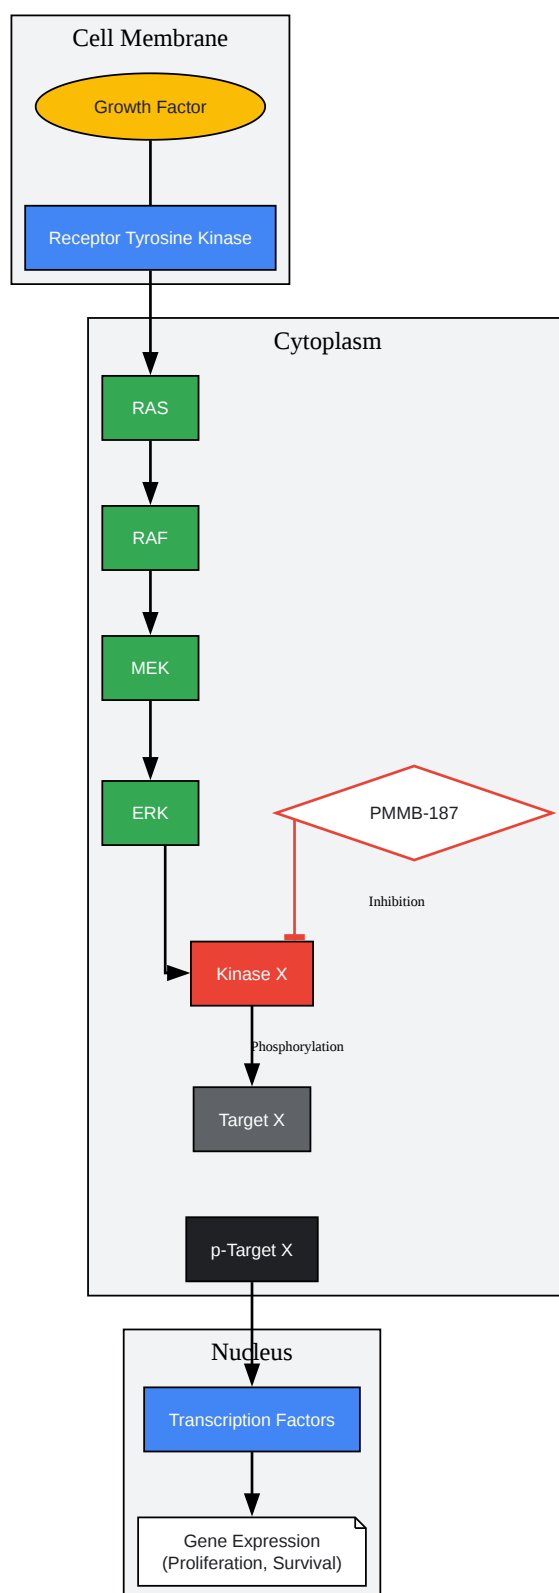 Cell Membrane
Growth Factor
Receptor Tyrosine Kinase
Cytoplasm
RAS
RAF
MEK
ERK
PMMB-187
Inhibition
Kinase X
Phosphorylation
Target X
p-Target X
Nucleus
Transcription Factors
Gene Expression
(Proliferation, Survival)